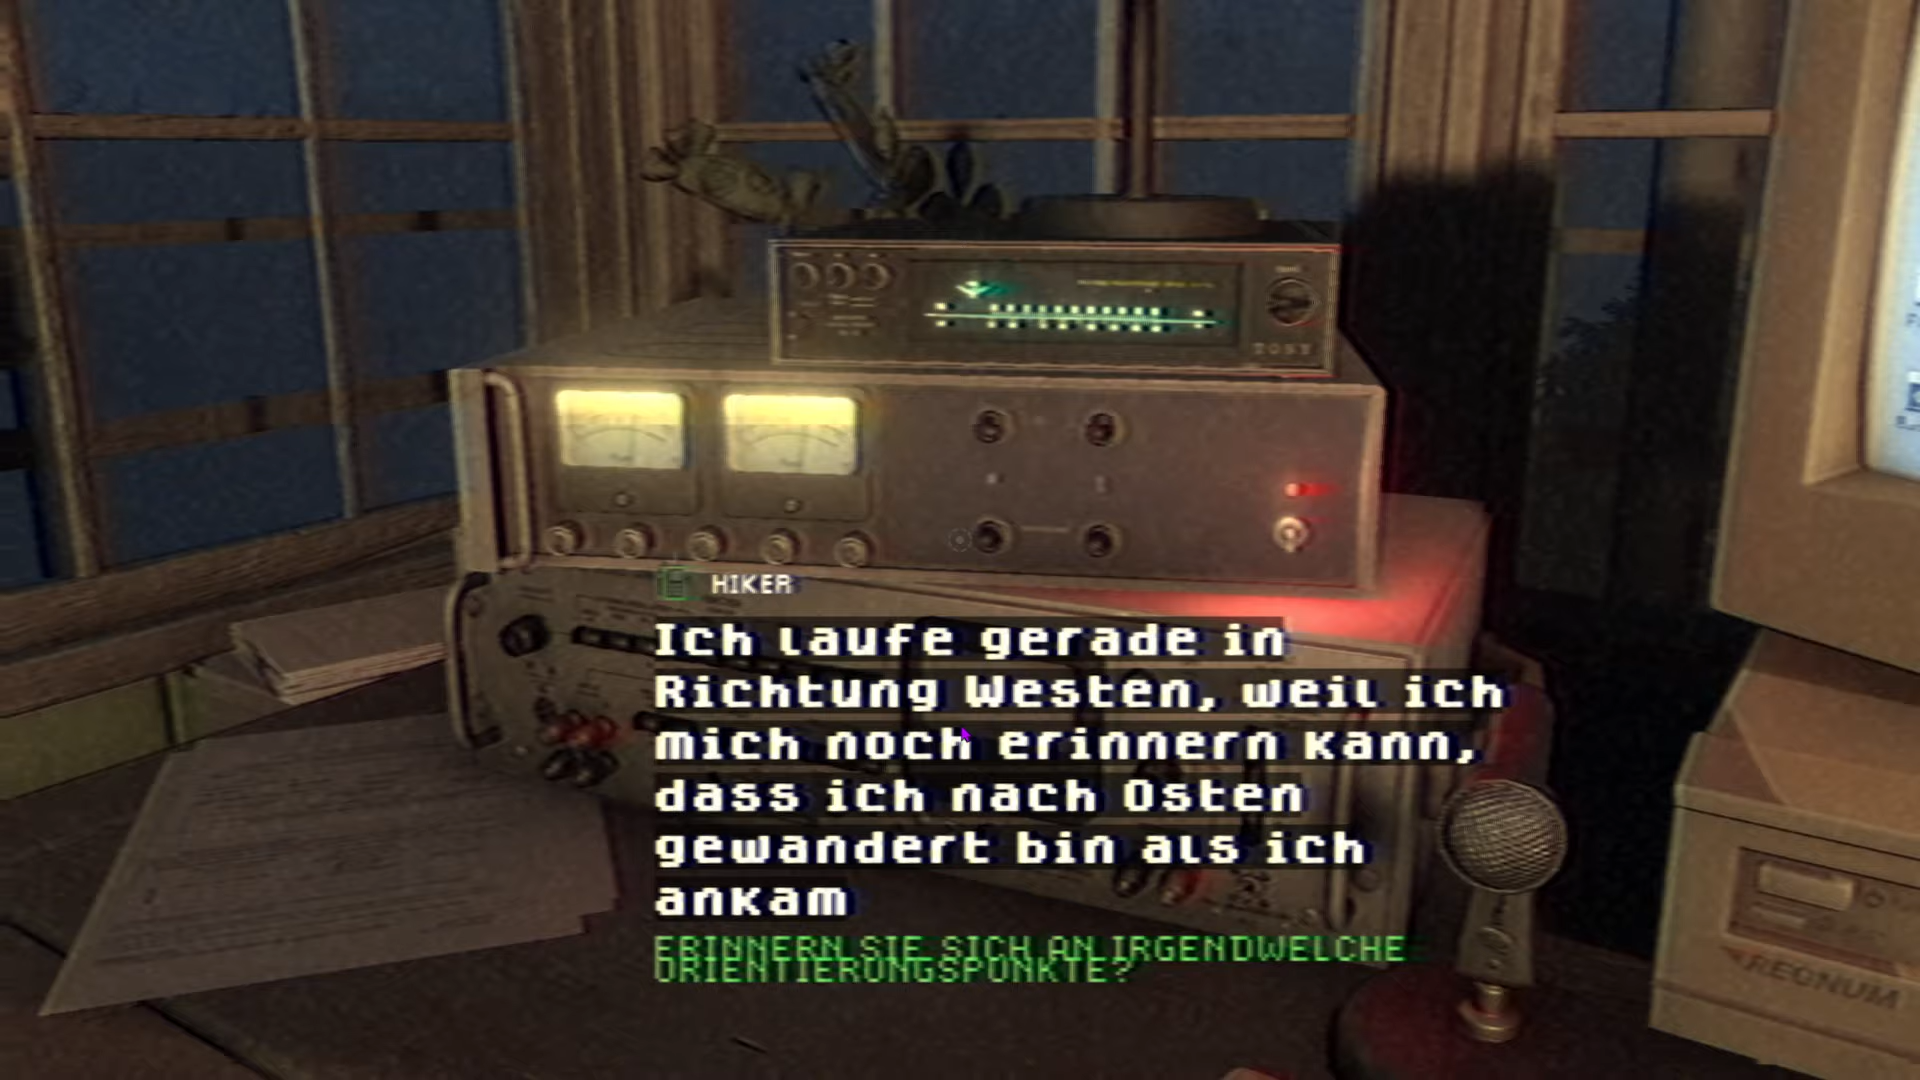 TOSY
HIKER
Ich laufe gerade in
Richtung Westen, weil ich
mich noch erinnern kann,
dass ich nach Osten
gewandert bin als ich
ankam
ERINNERN SIE SICH AN IRGENDWELCHE
ORIENTIERUNGSPUNKTE?
REGNUM